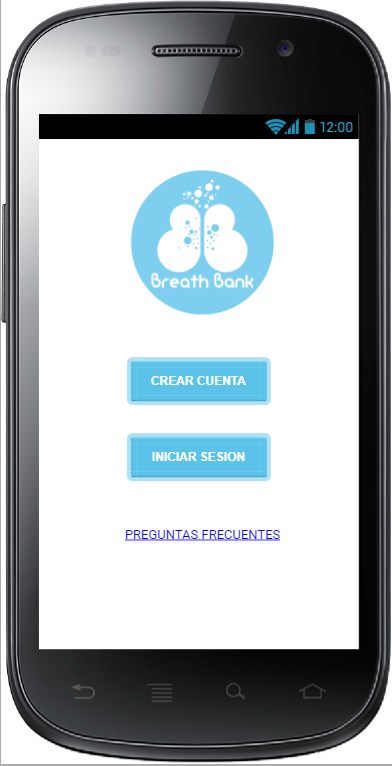 12:00
Breath Bank
CREAR CUENTA
INICIAR SESION
PREGUNTAS FRECUENTES